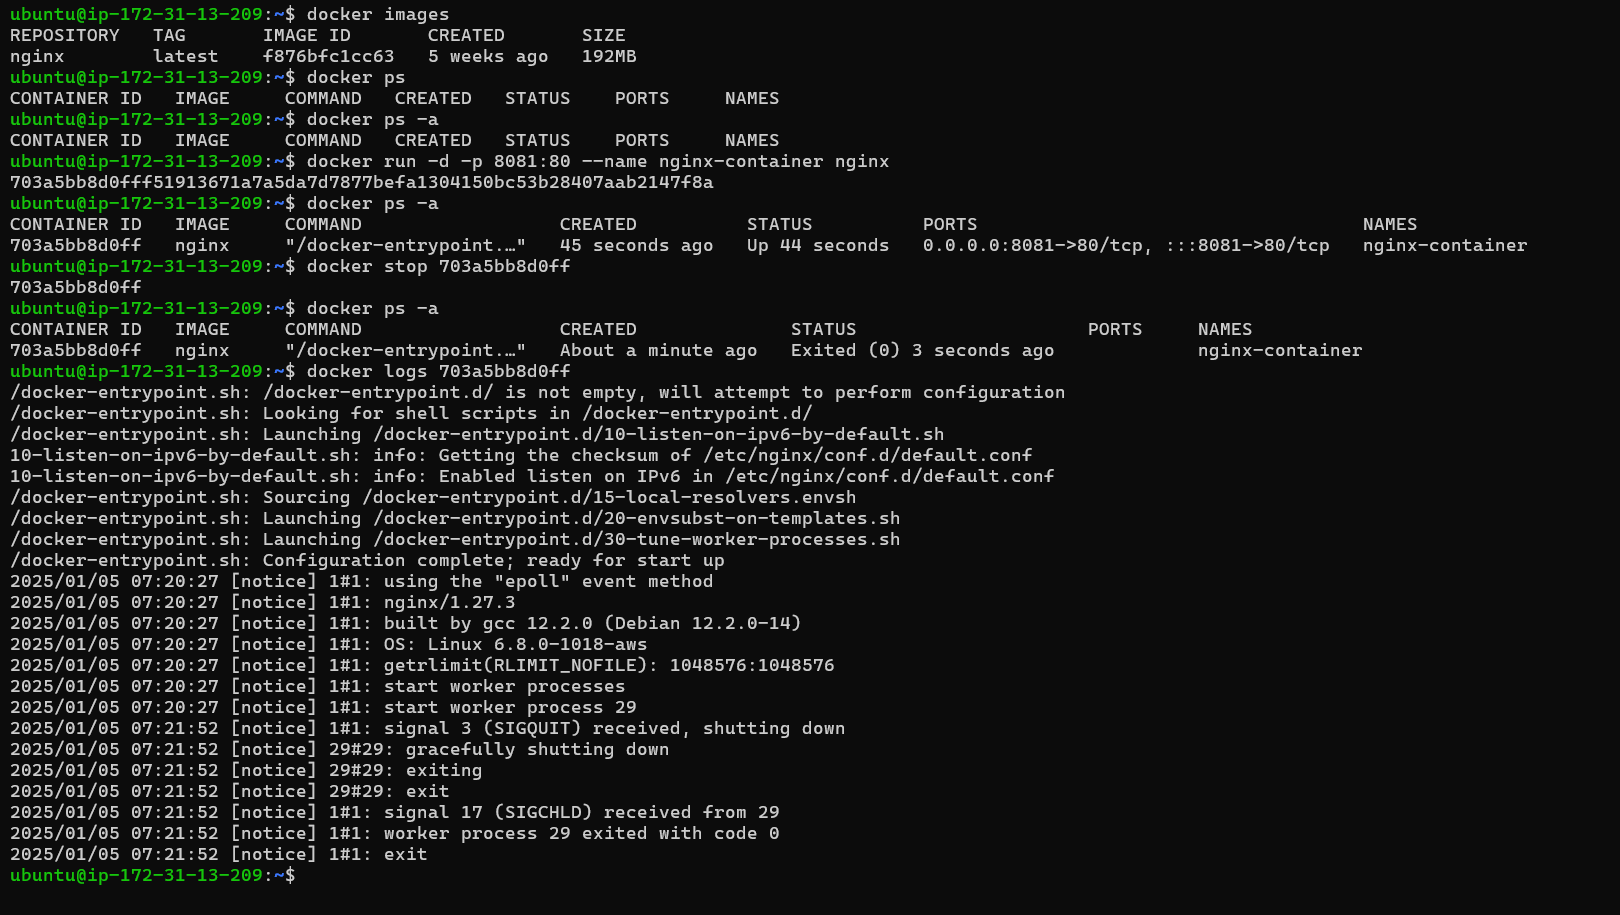 ubuntu@ip-172-31-13-209:~$ docker images
REPOSITORY   TAG       IMAGE ID       CREATED       SIZE
nginx        latest    f876bfc1cc63   5 weeks ago   192MB
ubuntu@ip-172-31-13-209:~$ docker ps
CONTAINER ID   IMAGE     COMMAND   CREATED   STATUS    PORTS     NAMES
ubuntu@ip-172-31-13-209:~$ docker ps -a
CONTAINER ID   IMAGE     COMMAND   CREATED   STATUS    PORTS     NAMES
ubuntu@ip-172-31-13-209:~$ docker run -d -p 8081:80 --name nginx-container nginx
703a5bb8d0fff51913671a7a5da7d7877befa1304150bc53b28407aab2147f8a
ubuntu@ip-172-31-13-209:~$ docker ps -a
CONTAINER ID   IMAGE     COMMAND                  CREATED          STATUS          PORTS                                   NAMES
703a5bb8d0ff   nginx     "/docker-entrypoint.…"   45 seconds ago   Up 44 seconds   0.0.0.0:8081->80/tcp, :::8081->80/tcp   nginx-container
ubuntu@ip-172-31-13-209:~$ docker stop 703a5bb8d0ff
703a5bb8d0ff
ubuntu@ip-172-31-13-209:~$ docker ps -a
CONTAINER ID   IMAGE     COMMAND                  CREATED              STATUS                     PORTS     NAMES
703a5bb8d0ff   nginx     "/docker-entrypoint.…"   About a minute ago   Exited (0) 3 seconds ago             nginx-container
ubuntu@ip-172-31-13-209:~$ docker logs 703a5bb8d0ff
/docker-entrypoint.sh: /docker-entrypoint.d/ is not empty, will attempt to perform configuration
/docker-entrypoint.sh: Looking for shell scripts in /docker-entrypoint.d/
/docker-entrypoint.sh: Launching /docker-entrypoint.d/10-listen-on-ipv6-by-default.sh
10-listen-on-ipv6-by-default.sh: info: Getting the checksum of /etc/nginx/conf.d/default.conf
10-listen-on-ipv6-by-default.sh: info: Enabled listen on IPv6 in /etc/nginx/conf.d/default.conf
/docker-entrypoint.sh: Sourcing /docker-entrypoint.d/15-local-resolvers.envsh
/docker-entrypoint.sh: Launching /docker-entrypoint.d/20-envsubst-on-templates.sh
/docker-entrypoint.sh: Launching /docker-entrypoint.d/30-tune-worker-processes.sh
/docker-entrypoint.sh: Configuration complete; ready for start up
2025/01/05 07:20:27 [notice] 1#1: using the "epoll" event method
2025/01/05 07:20:27 [notice] 1#1: nginx/1.27.3
2025/01/05 07:20:27 [notice] 1#1: built by gcc 12.2.0 (Debian 12.2.0-14)
2025/01/05 07:20:27 [notice] 1#1: OS: Linux 6.8.0-1018-aws
2025/01/05 07:20:27 [notice] 1#1: getrlimit(RLIMIT_NOFILE): 1048576:1048576
2025/01/05 07:20:27 [notice] 1#1: start worker processes
2025/01/05 07:20:27 [notice] 1#1: start worker process 29
2025/01/05 07:21:52 [notice] 1#1: signal 3 (SIGQUIT) received, shutting down
2025/01/05 07:21:52 [notice] 29#29: gracefully shutting down
2025/01/05 07:21:52 [notice] 29#29: exiting
2025/01/05 07:21:52 [notice] 29#29: exit
2025/01/05 07:21:52 [notice] 1#1: signal 17 (SIGCHLD) received from 29
2025/01/05 07:21:52 [notice] 1#1: worker process 29 exited with code 0
2025/01/05 07:21:52 [notice] 1#1: exit
ubuntu@ip-172-31-13-209:~$